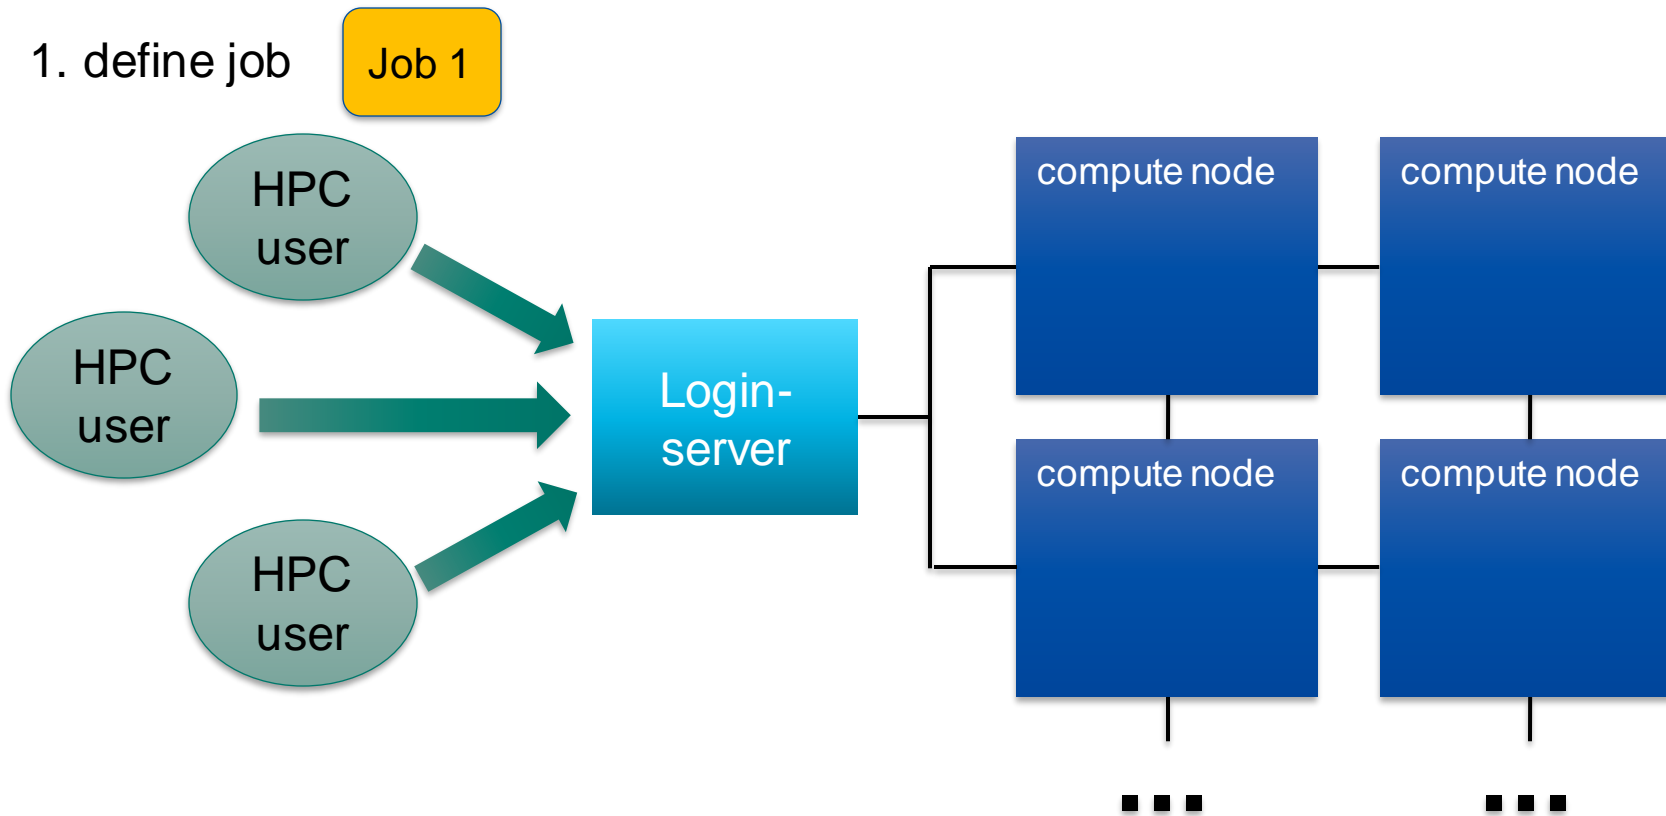 1. define job
Job 1
HPC
user
HPC
user
HPC
user
Login-
server
compute node
compute node
compute node
compute node
...
...